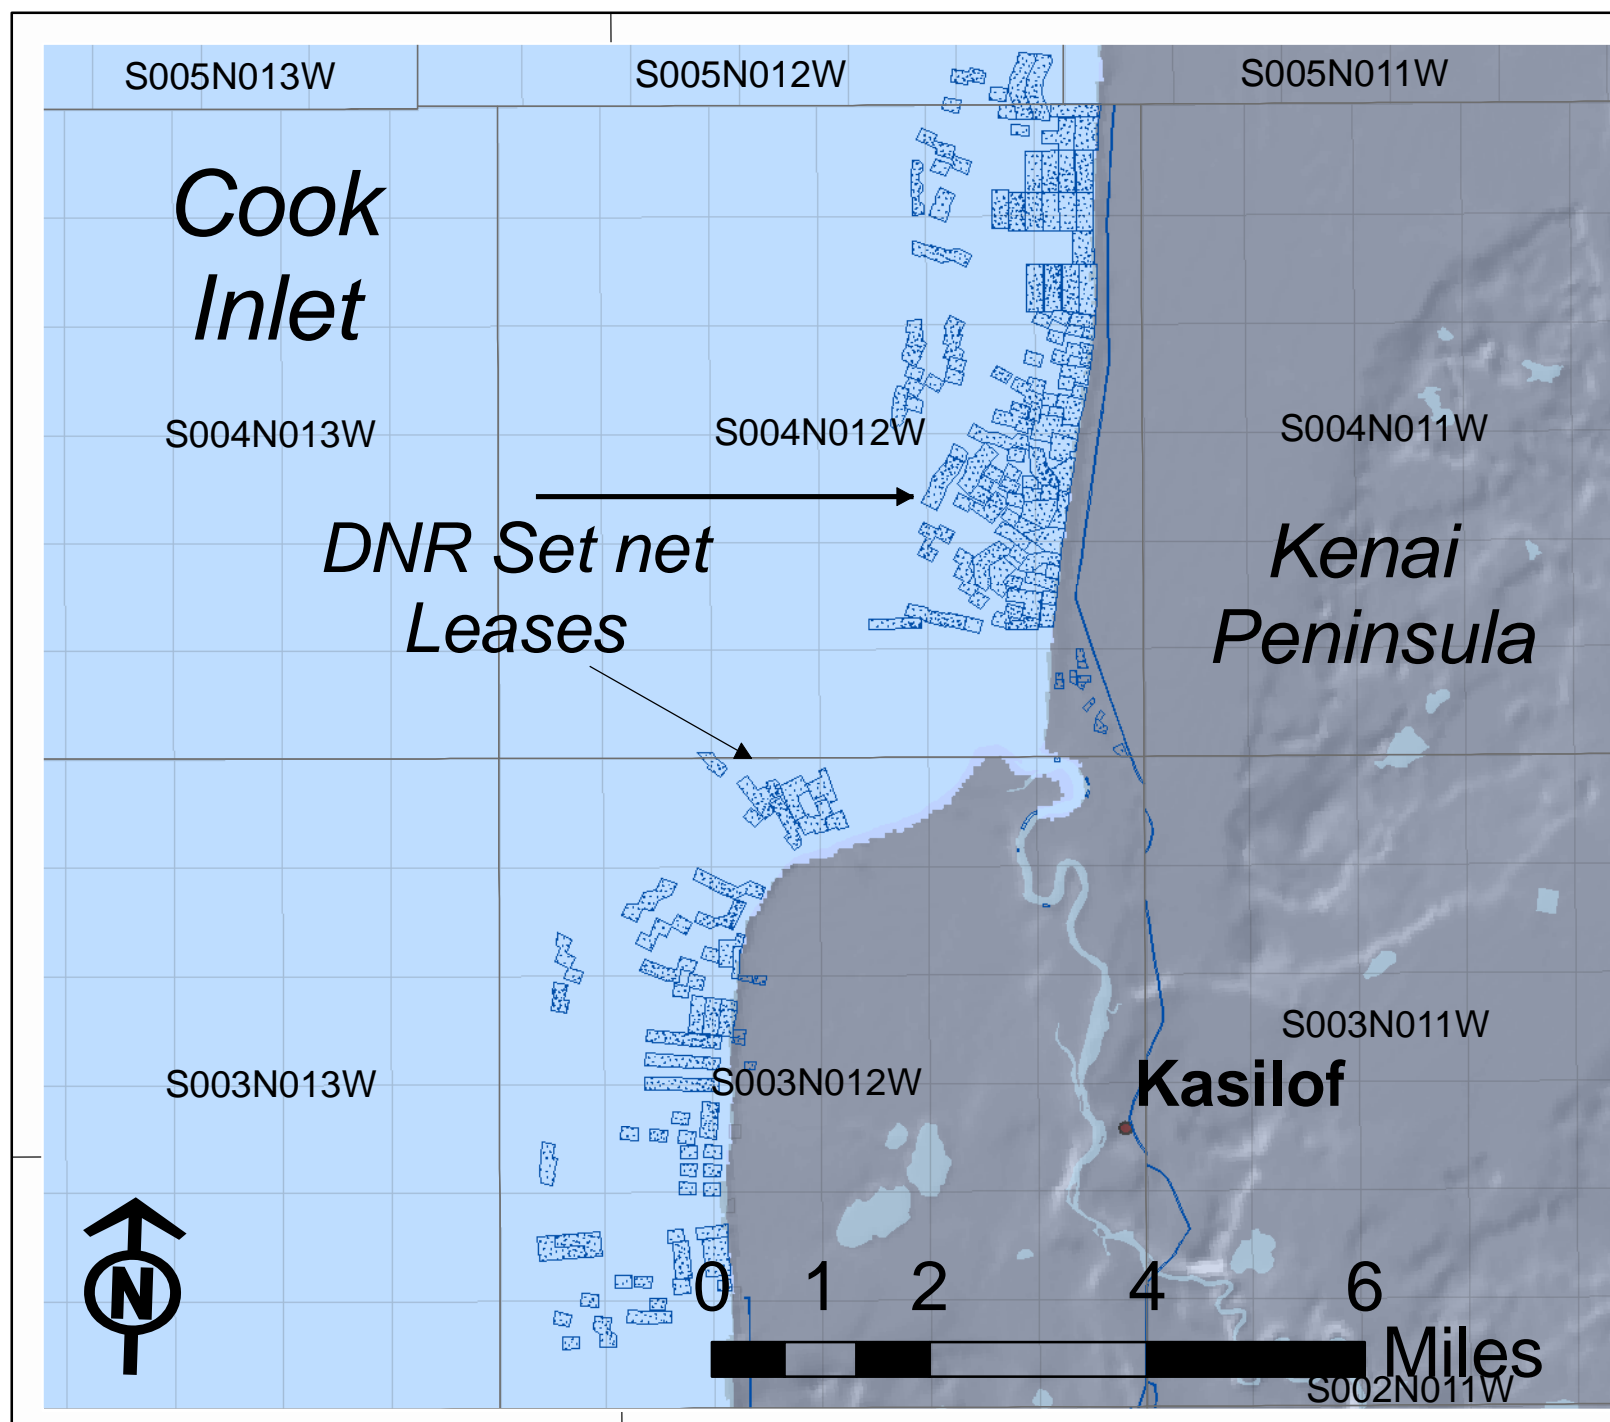 S005N013W
S005N012W
S005N011W
Cook
Inlet
S004N013W
S004N012W
S004N011W
DNR Set net
Leases
Kenai
Peninsula
S003N011W
S003N013W
S003N012W
Kasilof
N
0 1 2 4 6
Miles
S002N011W